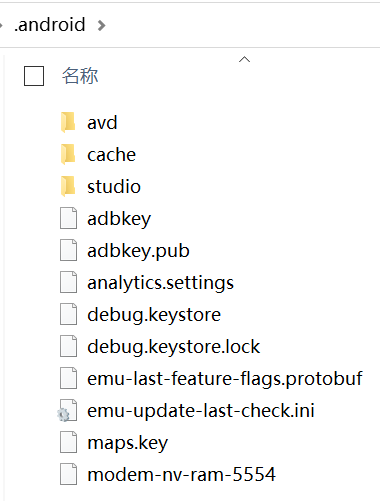 .android
名称
avd
cache
studio
adbkey
adbkey.pub
analytics.settings
debug.keystore
debug.keystore.lock
emu-last-feature-flags.protobuf
emu-update-last-check.ini
maps.key
modem-nv-ram-5554